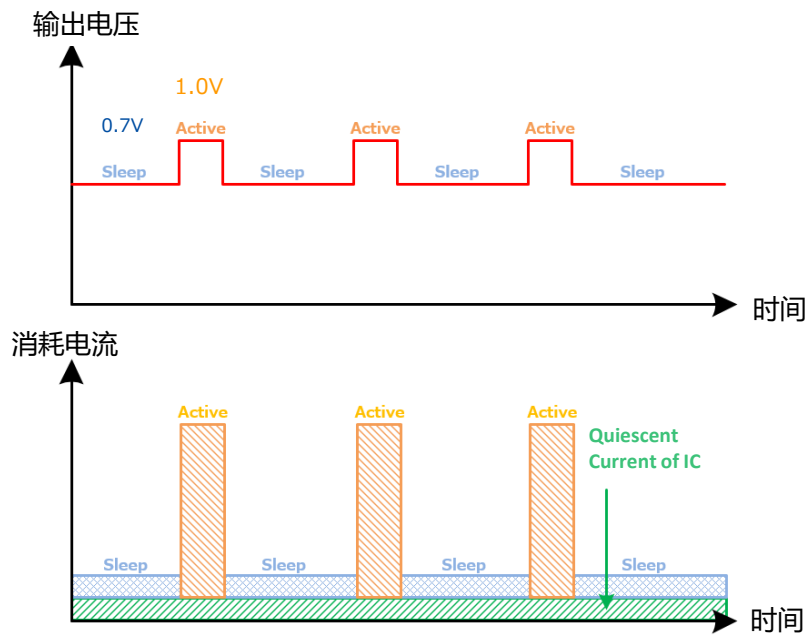 输出电压
1.0V
0.7V
Active
Active
Active
Sleep
Sleep
Sleep
Sleep
时间
消耗电流
Active
Active
Active
Quiescent
Current of IC
Sleep
Sleep
Sleep
Sleep
时间